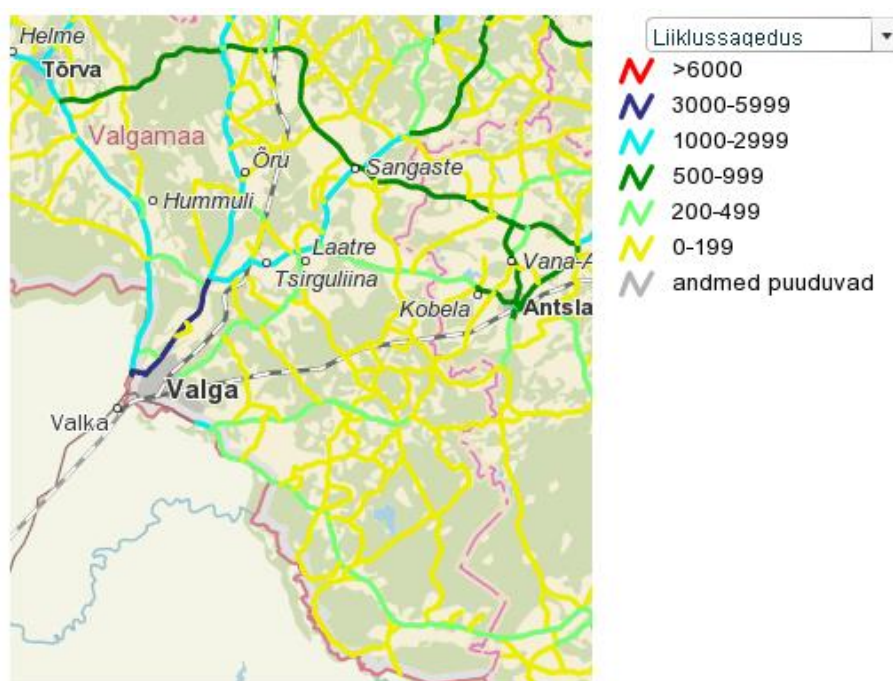 Helme
Tõrva
Valgamaa
Õru
Sangaste
Hummuli
Laatre
Tsirguliina
Vana-A
Kobela
Antsla
Valga
Valka
Liiklussagedus
>6000
3000-5999
1000-2999
500-999
200-499
0-199
andmed puuduvad